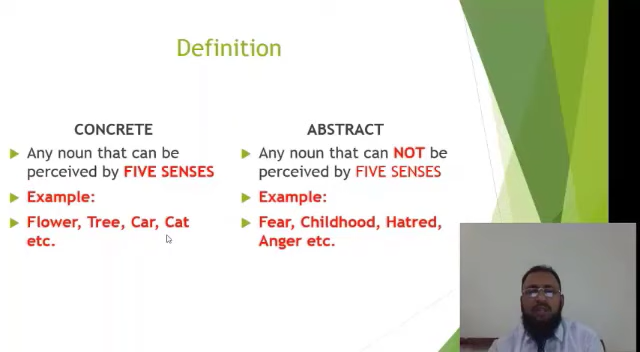 Definition
CONCRETE
Any noun that can be
perceived by FIVE SENSES
Example:
Flower, Tree, Car, Cat
etc.
ABSTRACT
Any noun that can NOT be
perceived by FIVE SENSES
Example:
Fear, Childhood, Hatred,
Anger etc.